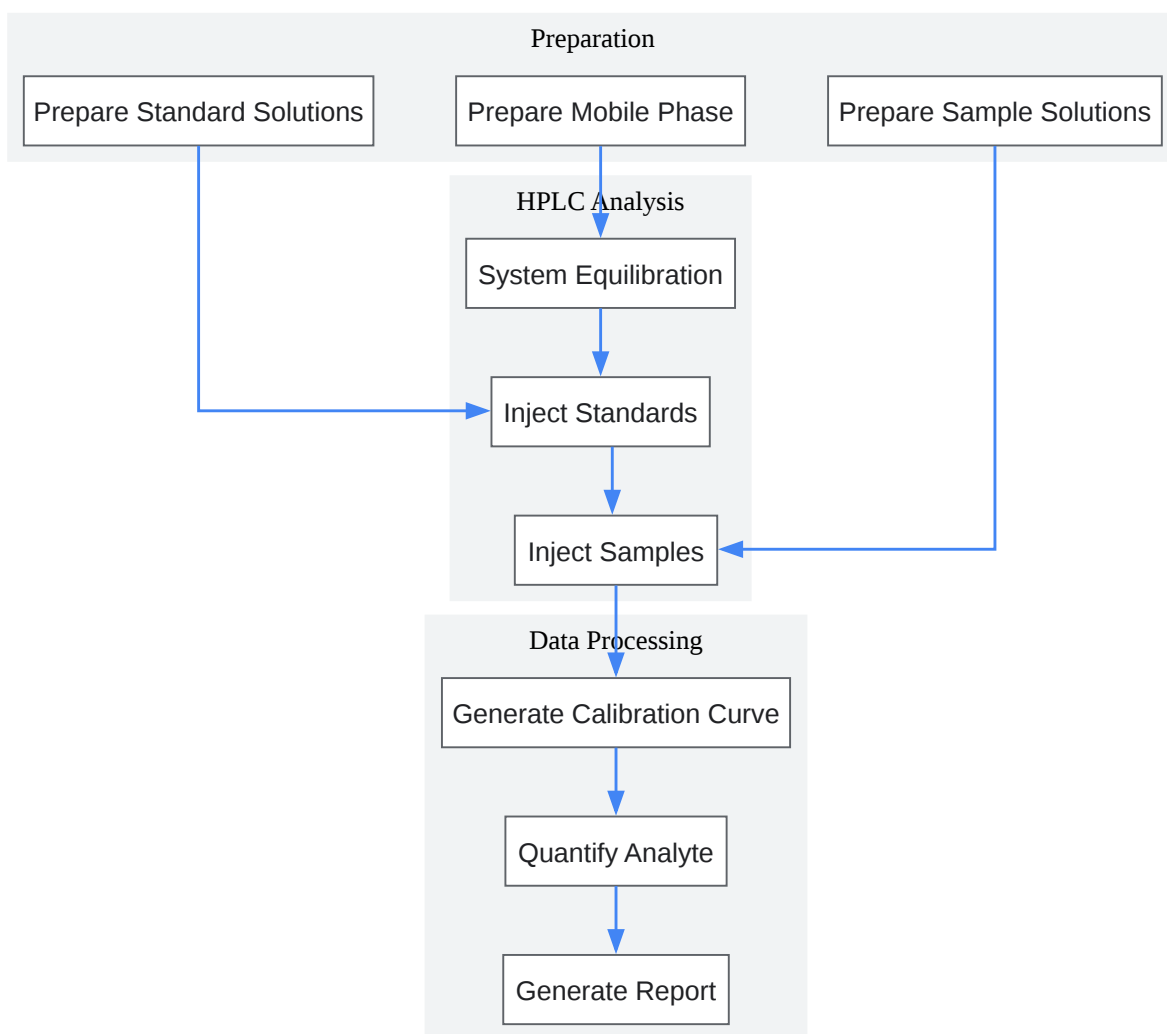 Preparation
Prepare Standard Solutions
Prepare Mobile Phase
Prepare Sample Solutions
HPLC Analysis
System Equilibration
Inject Standards
Inject Samples
Data Processing
Generate Calibration Curve
Quantify Analyte
Generate Report